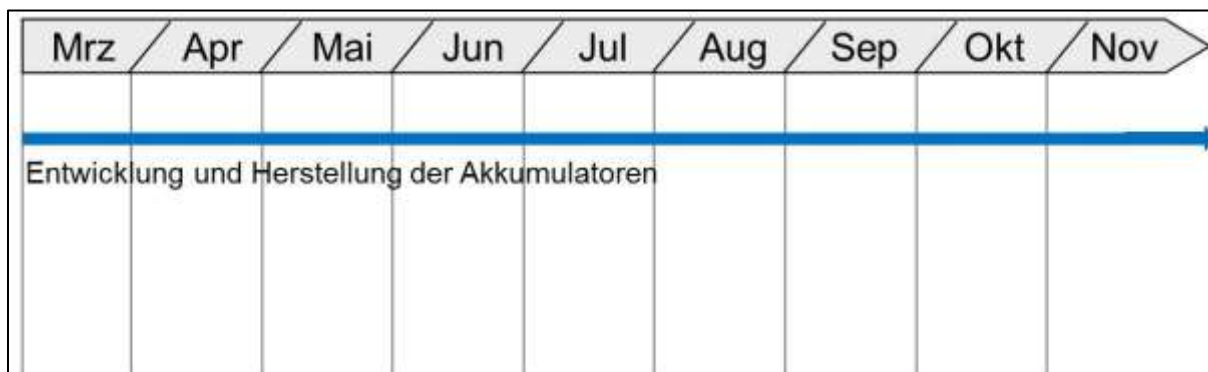 Mrz Apr Mai Jun Jul Aug Sep Okt Nov
Entwicklung und Herstellung der Akkumulatoren